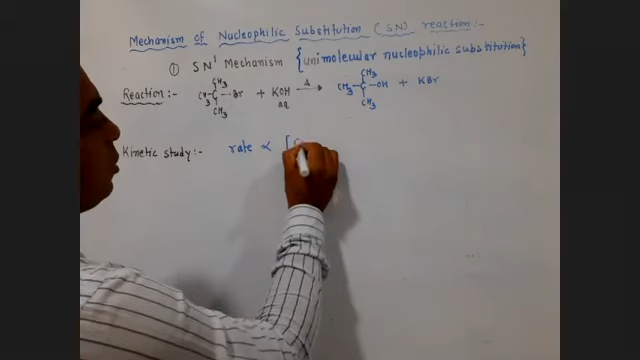 Mechanism of Nucleophilic Substitution (SN) reaction:-
① SN¹ Mechanism {unimolecular nucleophilic substitution}
CH₃ CH₃
Reaction:- CH₃-C-Br + KOH Δ→ CH₃-C-OH + KBr
CH₃ aq CH₃
Kinetic study:- rate ∝ [